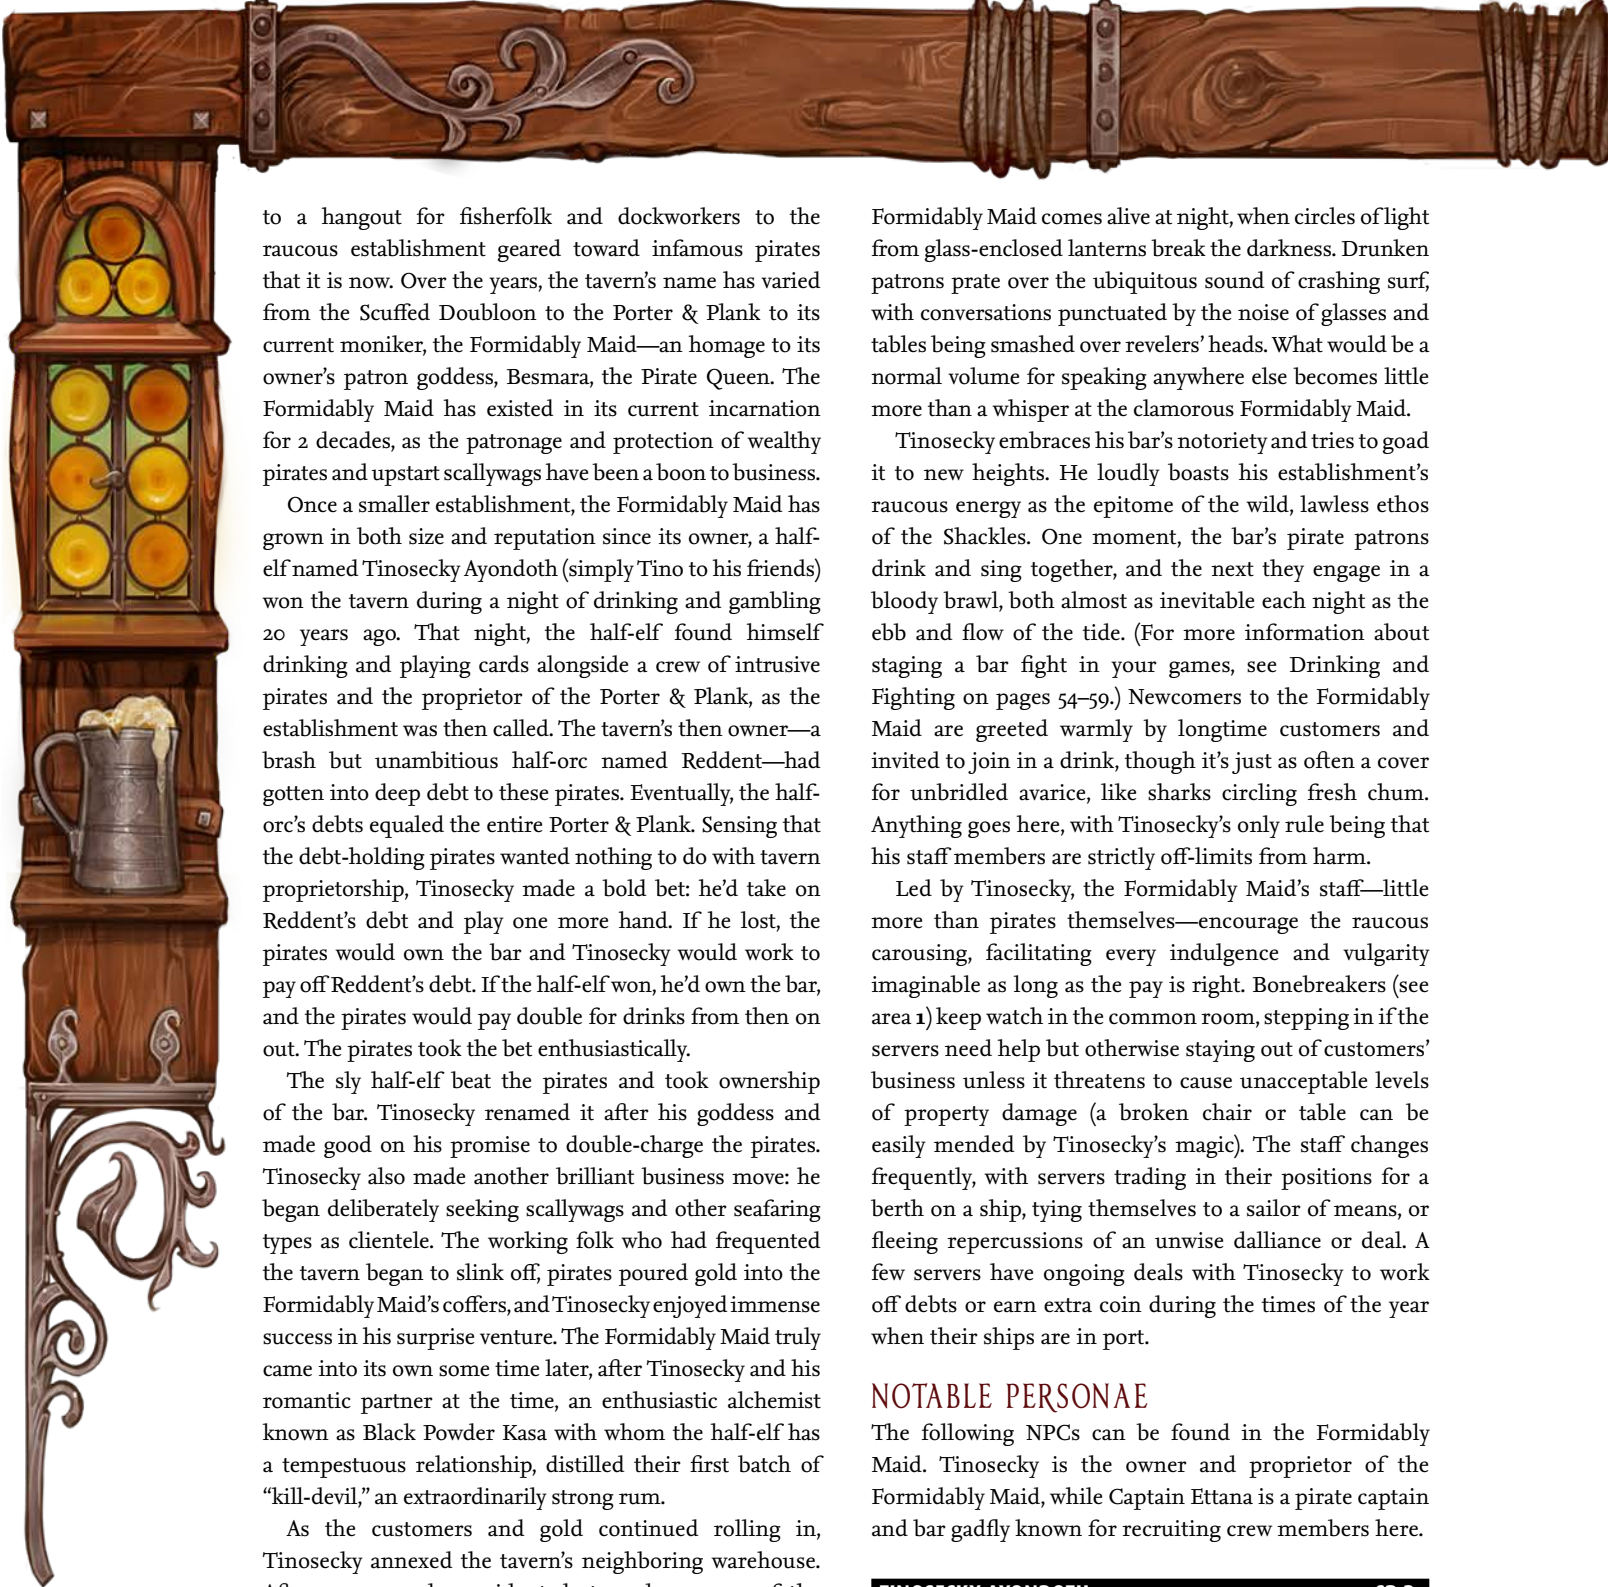 to a hangout for fisherfolk and dockworkers to the
raucous establishment geared toward infamous pirates
that it is now. Over the years, the tavern's name has varied
from the Scuffed Doubloon to the Porter & Plank to its
current moniker, the Formidably Maid—an homage to its
owner's patron goddess, Besmara, the Pirate Queen. The
Formidably Maid has existed in its current incarnation
for 2 decades, as the patronage and protection of wealthy
pirates and upstart scallywags have been a boon to business.
Once a smaller establishment, the Formidably Maid has
grown in both size and reputation since its owner, a half-
elf named Tinosecky Ayondoth (simply Tino to his friends)
won the tavern during a night of drinking and gambling
20 years ago. That night, the half-elf found himself
drinking and playing cards alongside a crew of intrusive
pirates and the proprietor of the Porter & Plank, as the
establishment was then called. The tavern's then owner—a
brash but unambitious half-orc named Reddent—had
gotten into deep debt to these pirates. Eventually, the half-
orc's debts equaled the entire Porter & Plank. Sensing that
the debt-holding pirates wanted nothing to do with tavern
proprietorship, Tinosecky made a bold bet: he'd take on
Reddent's debt and play one more hand. If he lost, the
pirates would own the bar and Tinosecky would work to
pay off Reddent's debt. If the half-elf won, he'd own the bar,
and the pirates would pay double for drinks from then on
out. The pirates took the bet enthusiastically.
The sly half-elf beat the pirates and took ownership
of the bar. Tinosecky renamed it after his goddess and
made good on his promise to double-charge the pirates.
Tinosecky also made another brilliant business move: he
began deliberately seeking scallywags and other seafaring
types as clientele. The working folk who had frequented
the tavern began to slink off, pirates poured gold into the
Formidably Maid's coffers, and Tinosecky enjoyed immense
success in his surprise venture. The Formidably Maid truly
came into its own some time later, after Tinosecky and his
romantic partner at the time, an enthusiastic alchemist
known as Black Powder Kasa with whom the half-elf has
a tempestuous relationship, distilled their first batch of
"kill-devil," an extraordinarily strong rum.
As the customers and gold continued rolling in,
Tinosecky annexed the tavern's neighboring warehouse.
Formidably Maid comes alive at night, when circles of light
from glass-enclosed lanterns break the darkness. Drunken
patrons prate over the ubiquitous sound of crashing surf,
with conversations punctuated by the noise of glasses and
tables being smashed over revelers' heads. What would be a
normal volume for speaking anywhere else becomes little
more than a whisper at the clamorous Formidably Maid.
Tinosecky embraces his bar's notoriety and tries to goad
it to new heights. He loudly boasts his establishment's
raucous energy as the epitome of the wild, lawless ethos
of the Shackles. One moment, the bar's pirate patrons
drink and sing together, and the next they engage in a
bloody brawl, both almost as inevitable each night as the
ebb and flow of the tide. (For more information about
staging a bar fight in your games, see Drinking and
Fighting on pages 54–59.) Newcomers to the Formidably
Maid are greeted warmly by longtime customers and
invited to join in a drink, though it's just as often a cover
for unbridled avarice, like sharks circling fresh chum.
Anything goes here, with Tinosecky's only rule being that
his staff members are strictly off-limits from harm.
Led by Tinosecky, the Formidably Maid's staff—little
more than pirates themselves—encourage the raucous
carousing, facilitating every indulgence and vulgarity
imaginable as long as the pay is right. Bonebreakers (see
area 1) keep watch in the common room, stepping in if the
servers need help but otherwise staying out of customers'
business unless it threatens to cause unacceptable levels
of property damage (a broken chair or table can be
easily mended by Tinosecky's magic). The staff changes
frequently, with servers trading in their positions for a
berth on a ship, tying themselves to a sailor of means, or
fleeing repercussions of an unwise dalliance or deal. A
few servers have ongoing deals with Tinosecky to work
off debts or earn extra coin during the times of the year
when their ships are in port.
NOTABLE PERSONAE
The following NPCs can be found in the Formidably
Maid. Tinosecky is the owner and proprietor of the
Formidably Maid, while Captain Ettana is a pirate captain
and bar gadfly known for recruiting crew members here.